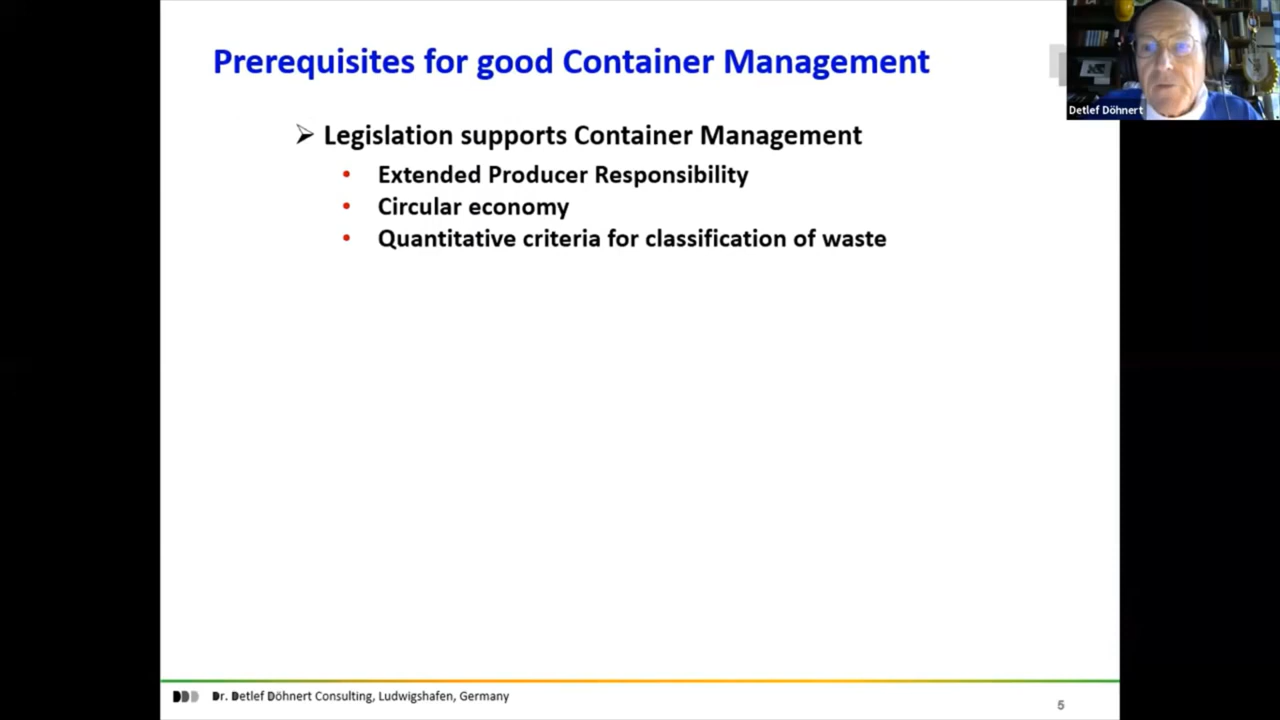 Prerequisites for good Container Management
Detlef Döhnert
➢ Legislation supports Container Management
• Extended Producer Responsibility
• Circular economy
• Quantitative criteria for classification of waste
DDD Dr. Detlef Döhnert Consulting, Ludwigshafen, Germany
5